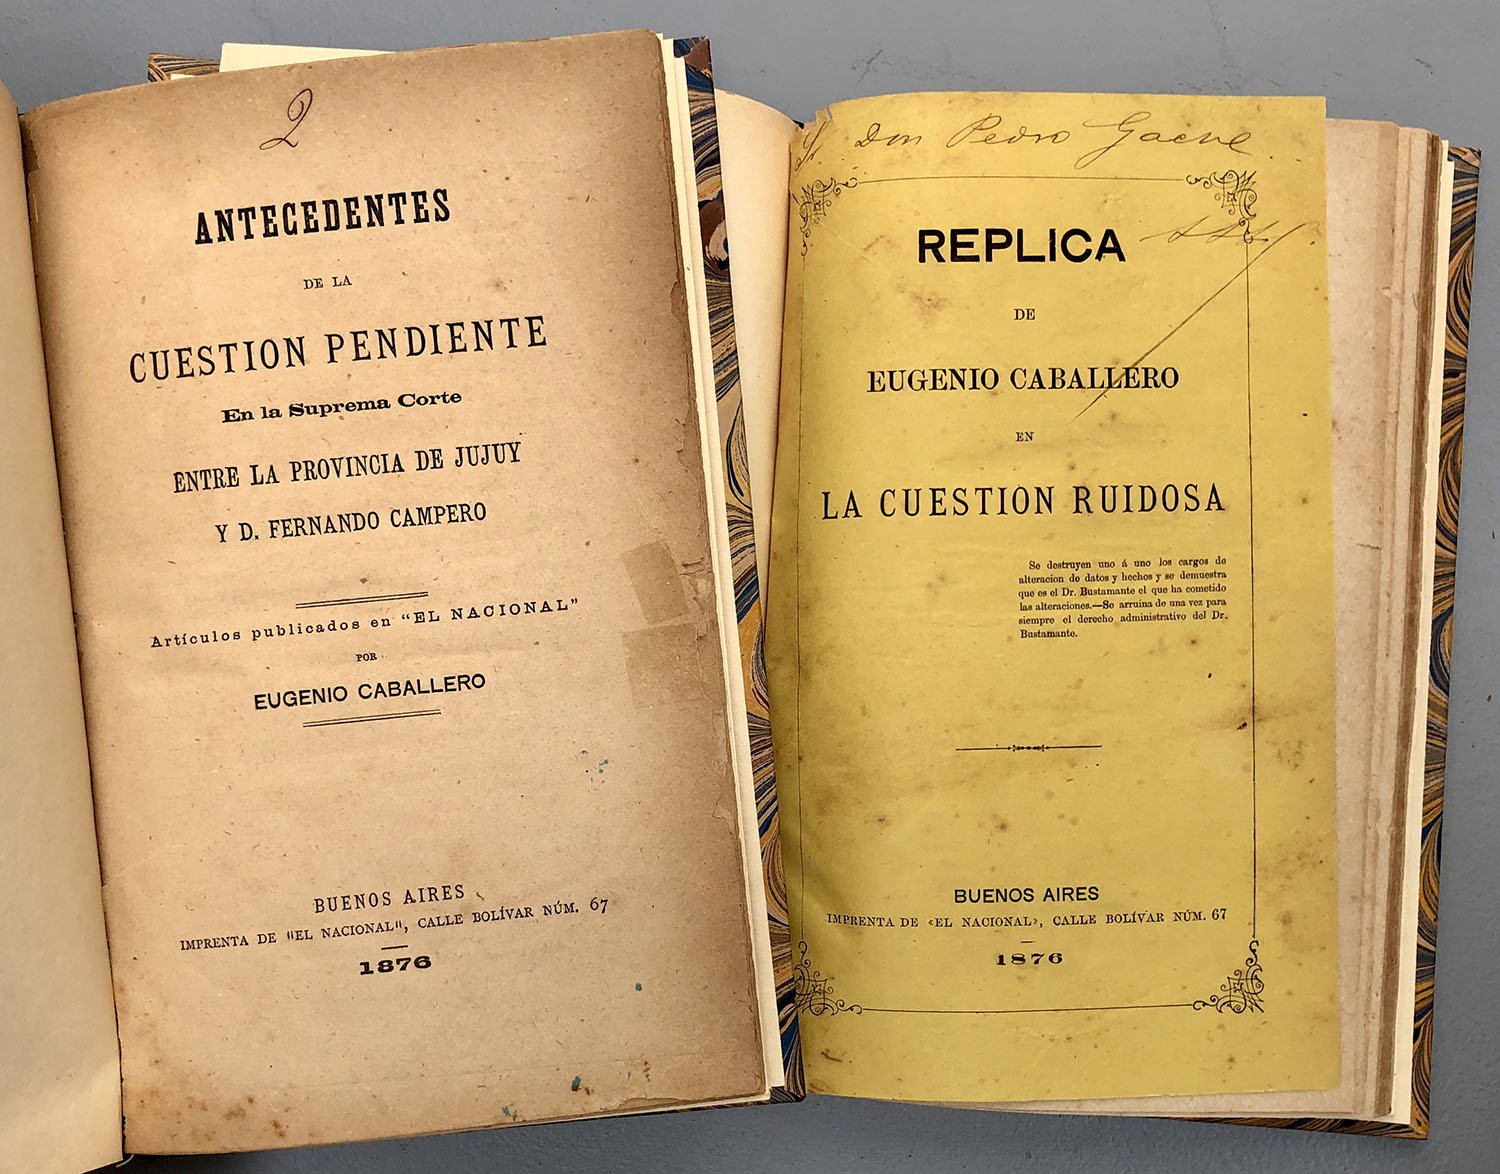 2
ANTECEDENTES
DE LA
CUESTION PENDIENTE
En la Suprema Corte
ENTRE LA PROVINCIA DE JUJUY
Y D. FERNANDO CAMPERO
Artículos publicados en "EL NACIONAL"
POR
EUGENIO CABALLERO
BUENOS AIRES
IMPRENTA DE "EL NACIONAL", CALLE BOLÍVAR NÚM. 67
1876
Sr Don Pedro
REPLICA
DE
EUGENIO CABALLERO
EN
LA CUESTION RUIDOSA
Se destruyen uno á uno los cargos de
alteracion de datos y hechos y se demuestra
que es el Dr. Bustamante el que ha cometido
las alteraciones.—Se arruina de una vez para
siempre el derecho administrativo del Dr.
Bustamante.
BUENOS AIRES
IMPRENTA DE «EL NACIONAL», CALLE BOLÍVAR NÚM. 67
1876